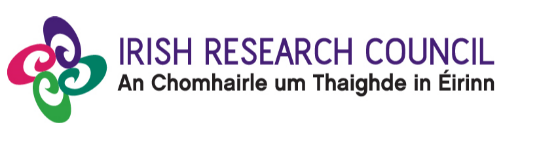 IRISH RESEARCH COUNCIL
An Chomhairle um Thaighde in Éirinn